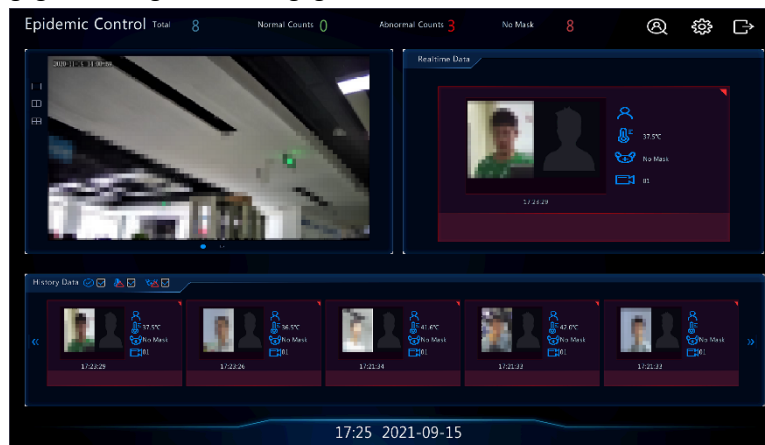 Epidemic Control Total 8 Normal Counts 0 Abnormal Counts 3 No Mask 8
Realtime Data
37.5℃
No Mask
01
17:23:29
History Data
37.5℃
No Mask
01
17:23:29
36.5℃
No Mask
01
17:23:26
41.6℃
No Mask
01
17:21:34
42.0℃
No Mask
01
17:21:33
No Mask
01
17:21:33
17:25 2021-09-15